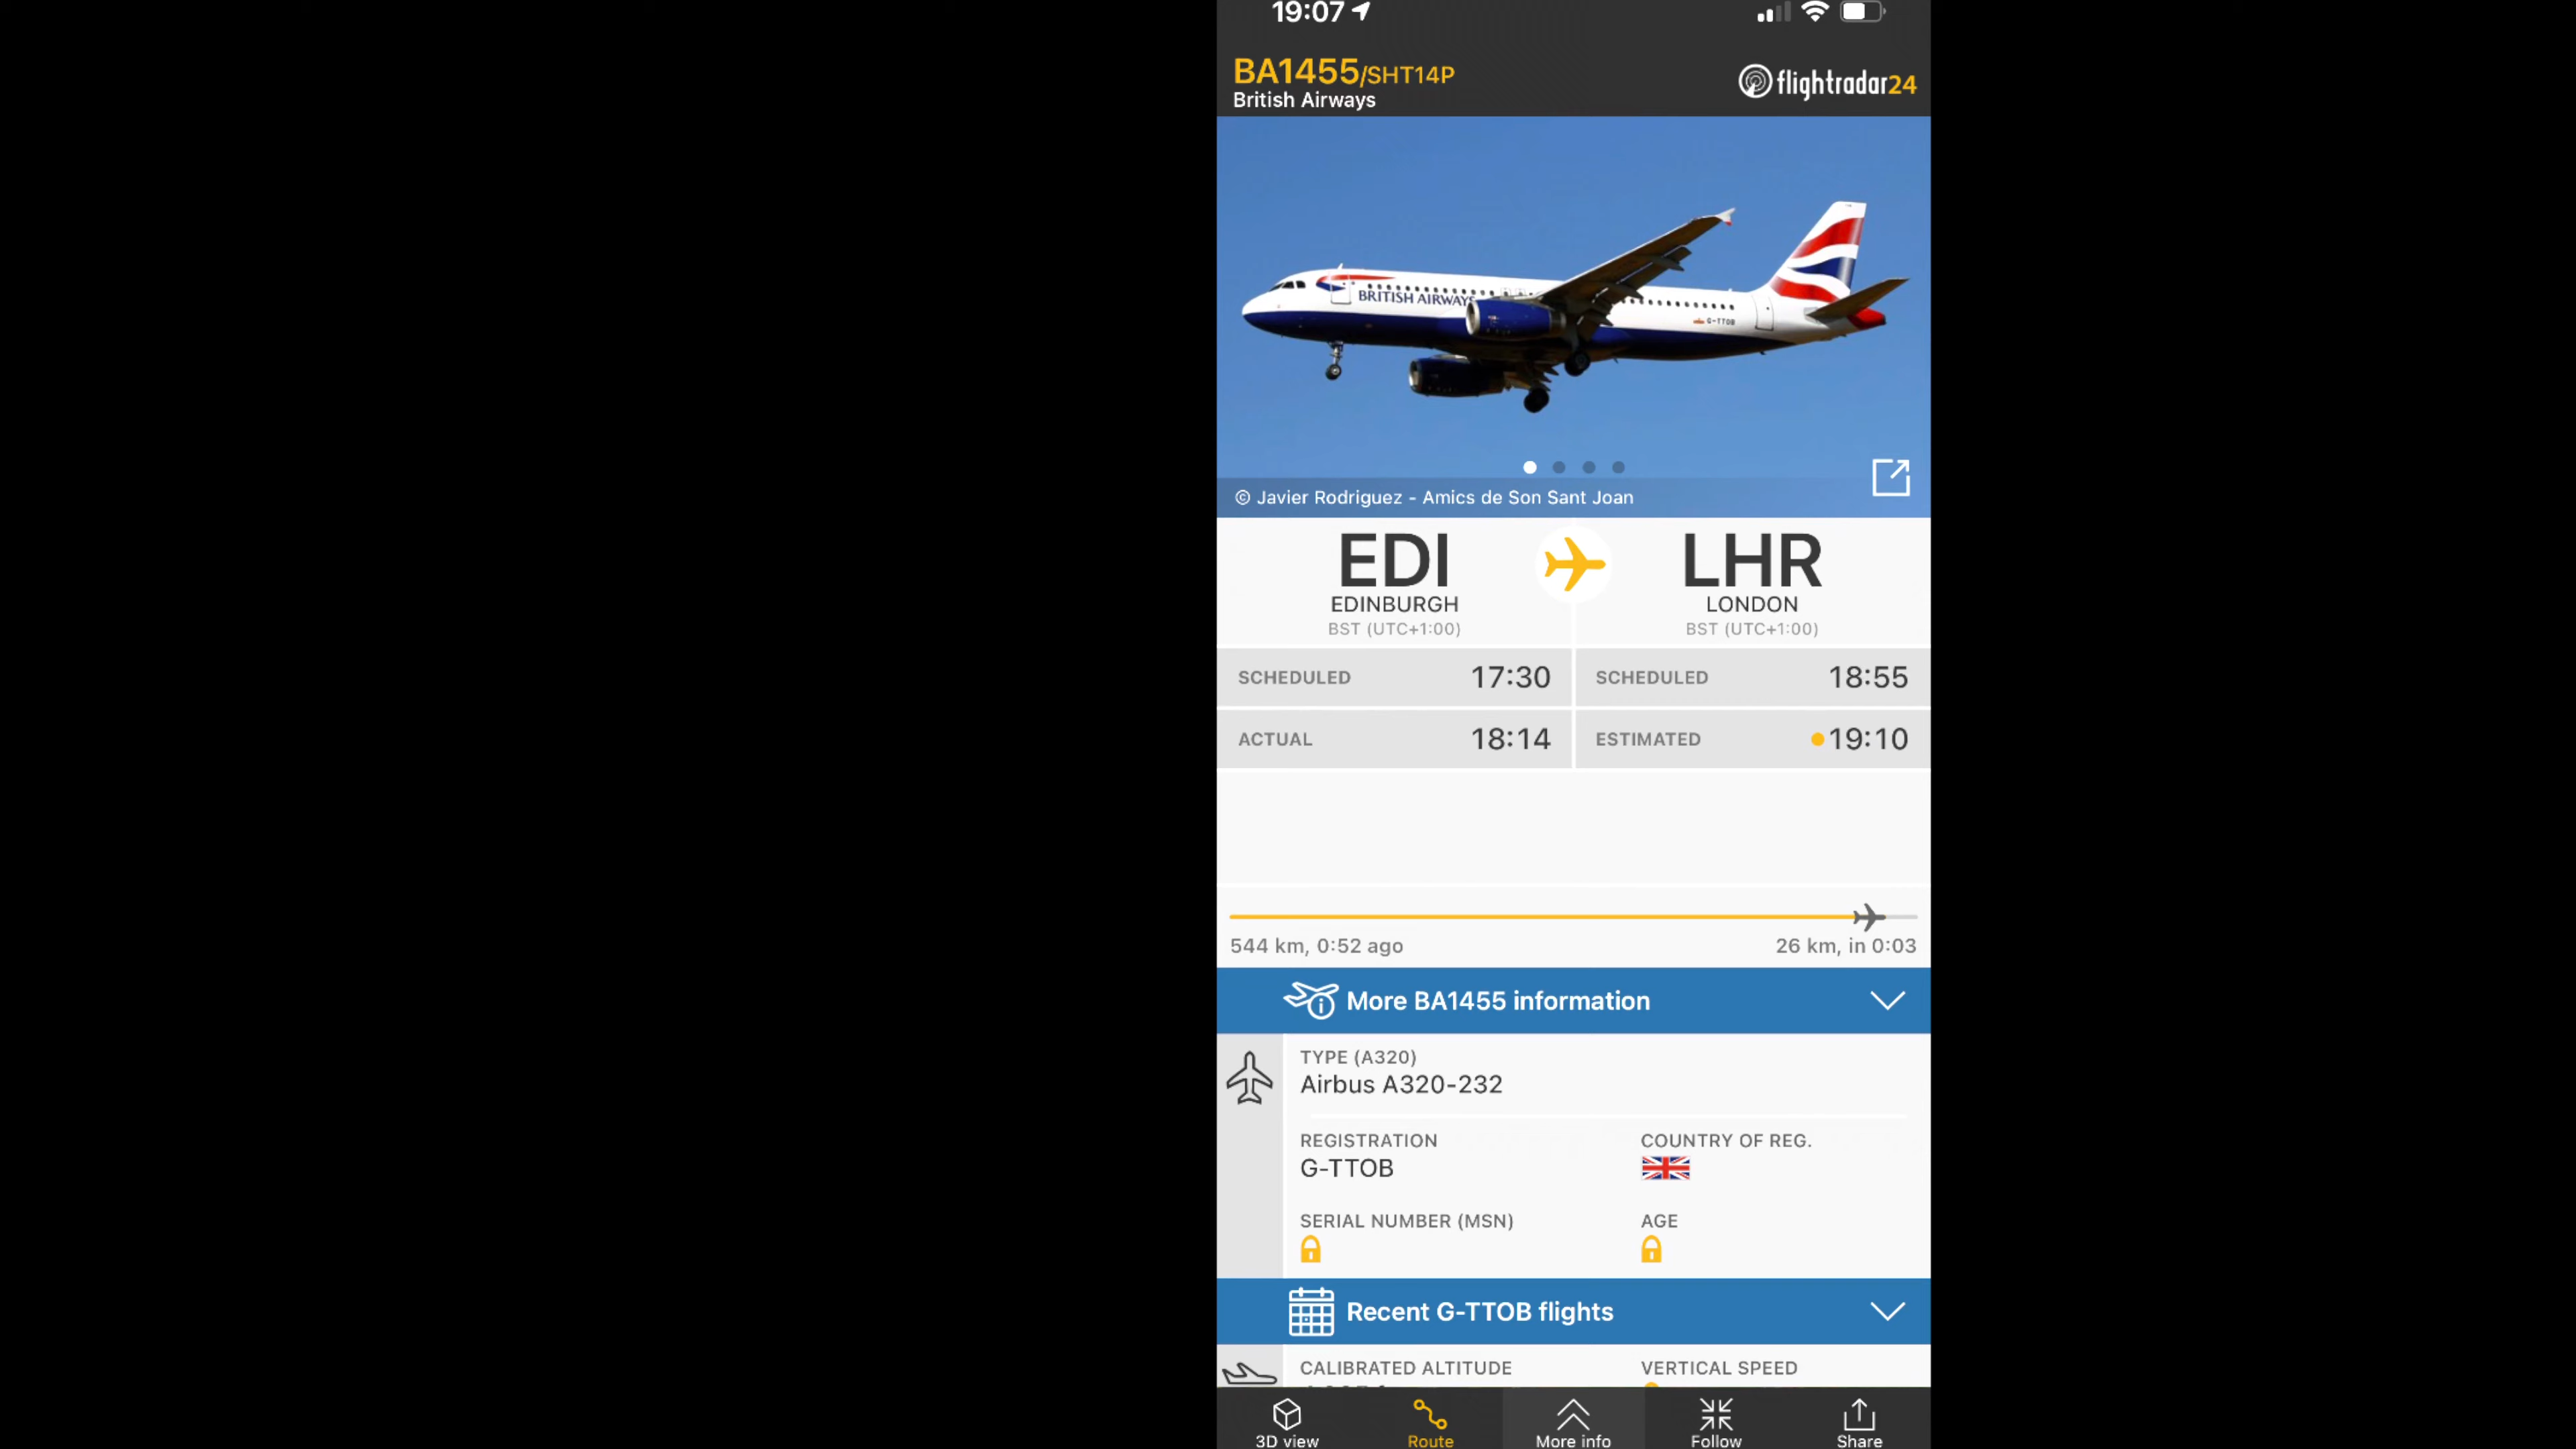 19:07
BA1455/SHT14P
British Airways
flightradar24
BRITISH AIRWAYS
G-TTOB
© Javier Rodriguez - Amics de Son Sant Joan
EDI
LHR
EDINBURGH
LONDON
BST (UTC+1:00)
BST (UTC+1:00)
SCHEDULED 17:30
SCHEDULED 18:55
ACTUAL 18:14
ESTIMATED 19:10
544 km, 0:52 ago
26 km, in 0:03
More BA1455 information
TYPE (A320)
Airbus A320-232
REGISTRATION
COUNTRY OF REG.
G-TTOB
SERIAL NUMBER (MSN)
AGE
Recent G-TTOB flights
CALIBRATED ALTITUDE
VERTICAL SPEED
3D view
Route
More info
Follow
Share